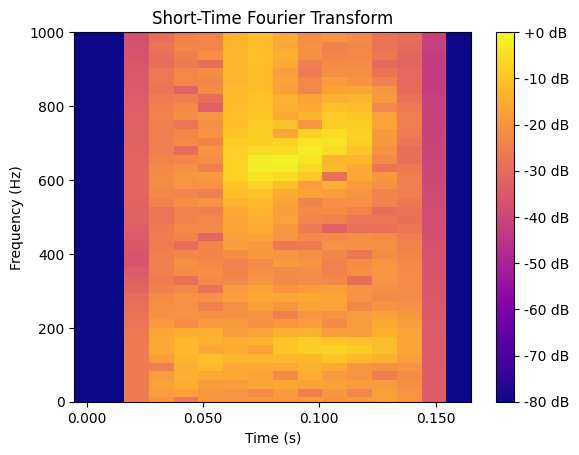 Short-Time Fourier Transform
1000
800
600
400
200
0
Frequency (Hz)
0.000
0.050
0.100
0.150
Time (s)
+0 dB
-10 dB
-20 dB
-30 dB
-40 dB
-50 dB
-60 dB
-70 dB
-80 dB